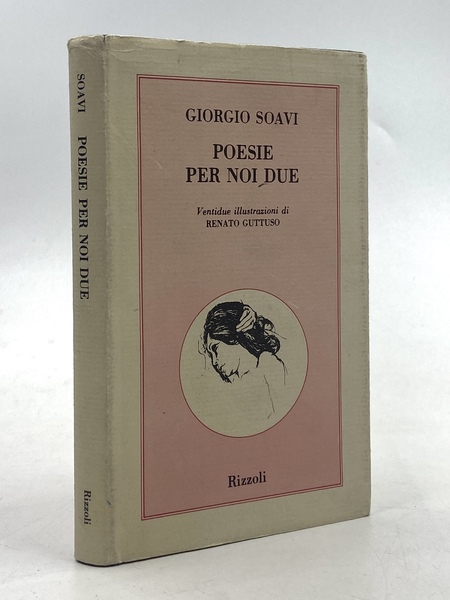 SOAVI POESIE PER NOI DUE Rizzoli
GIORGIO SOAVI
POESIE
PER NOI DUE
Ventidue illustrazioni di
RENATO GUTTUSO
Rizzoli